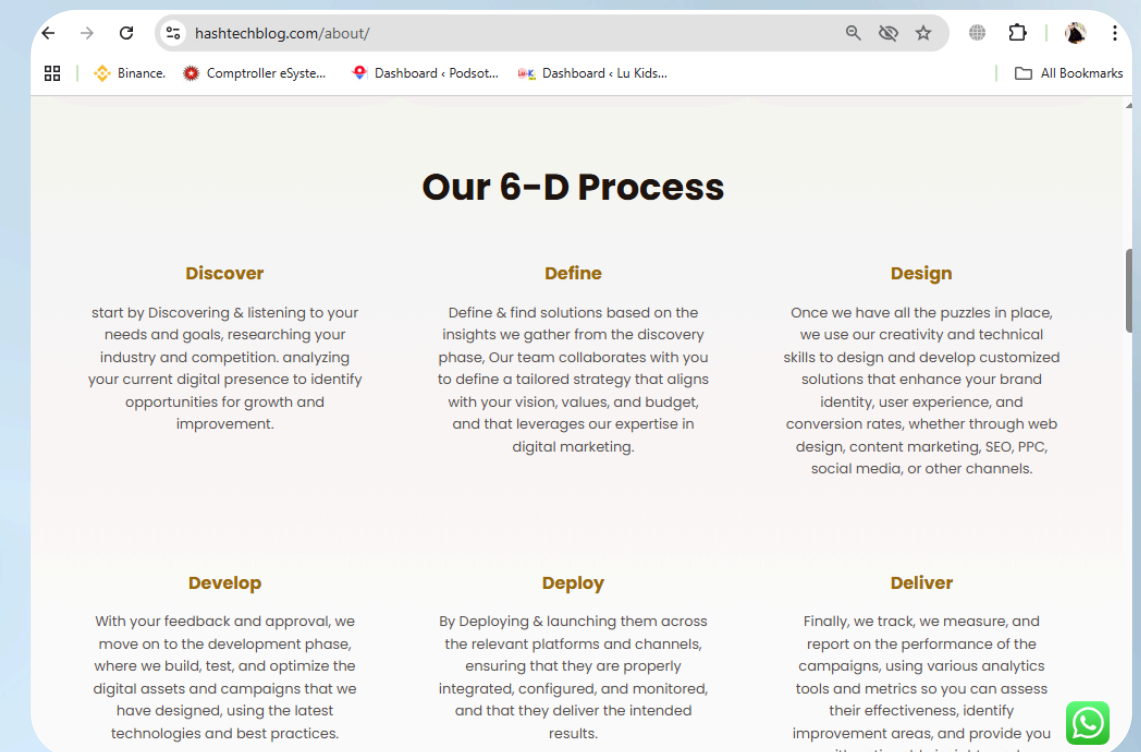 hashtechblog.com/about/
Binance.
Comptroller eSyste...
Dashboard ‹ Podsot...
Dashboard ‹ Lu Kids...
All Bookmarks
Our 6-D Process
Discover
start by Discovering & listening to your
needs and goals, researching your
industry and competition. analyzing
your current digital presence to identify
opportunities for growth and
improvement.
Define
Define & find solutions based on the
insights we gather from the discovery
phase, Our team collaborates with you
to define a tailored strategy that aligns
with your vision, values, and budget,
and that leverages our expertise in
digital marketing.
Design
Once we have all the puzzles in place,
we use our creativity and technical
skills to design and develop customized
solutions that enhance your brand
identity, user experience, and
conversion rates, whether through web
design, content marketing, SEO, PPC,
social media, or other channels.
Develop
With your feedback and approval, we
move on to the development phase,
where we build, test, and optimize the
digital assets and campaigns that we
have designed, using the latest
technologies and best practices.
Deploy
By Deploying & launching them across
the relevant platforms and channels,
ensuring that they are properly
integrated, configured, and monitored,
and that they deliver the intended
results.
Deliver
Finally, we track, we measure, and
report on the performance of the
campaigns, using various analytics
tools and metrics so you can assess
their effectiveness, identify
improvement areas, and provide you